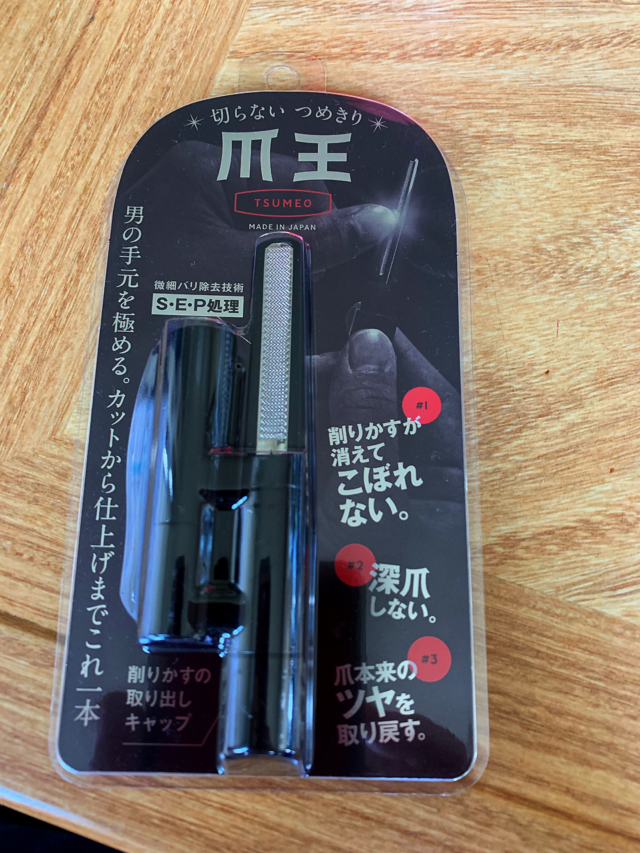 切らない つめきり
爪王
TSUMEO
MADE IN JAPAN
男の手元を極める。カットから仕上げまでこれ一本
微細バリ除去技術
S・E・P処理
#1
削りかすが
消えて
こぼれ
ない。
#2
深爪
しない。
#3
爪本来の
ツヤを
取り戻す。
削りかすの
取り出し
キャップ